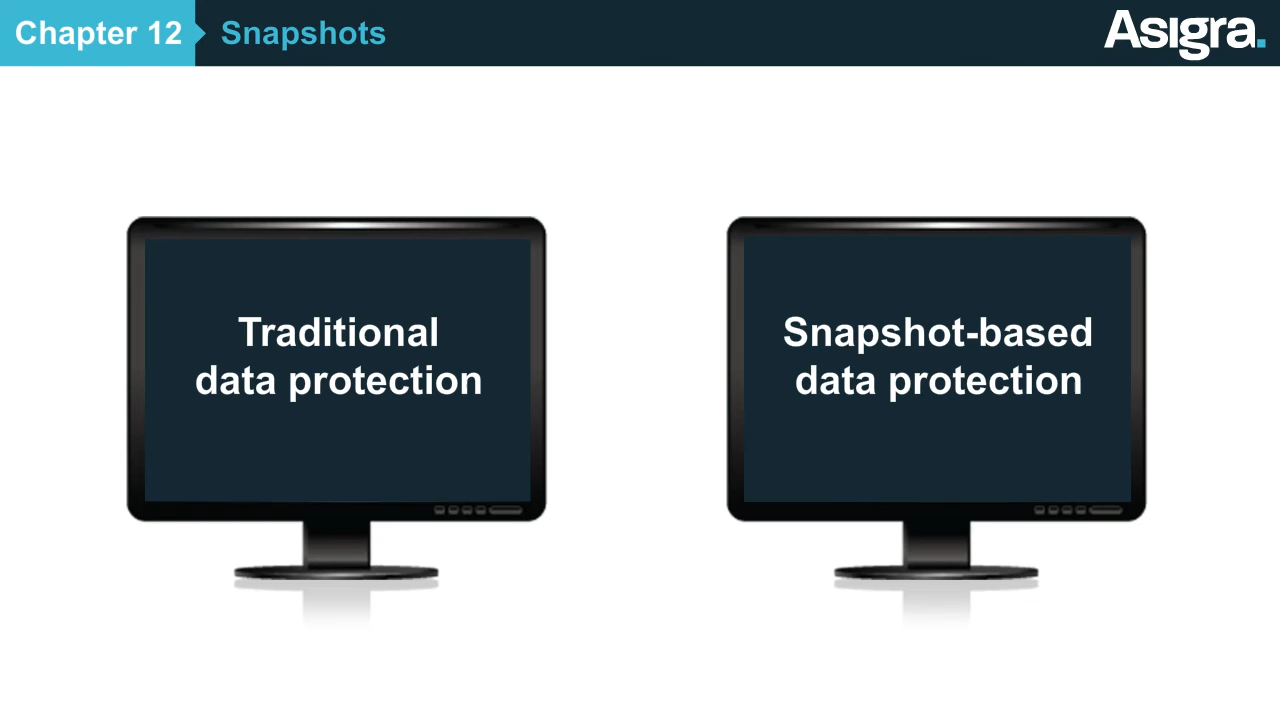 Chapter 12
Snapshots
Asigra.
Traditional
data protection
Snapshot-based
data protection